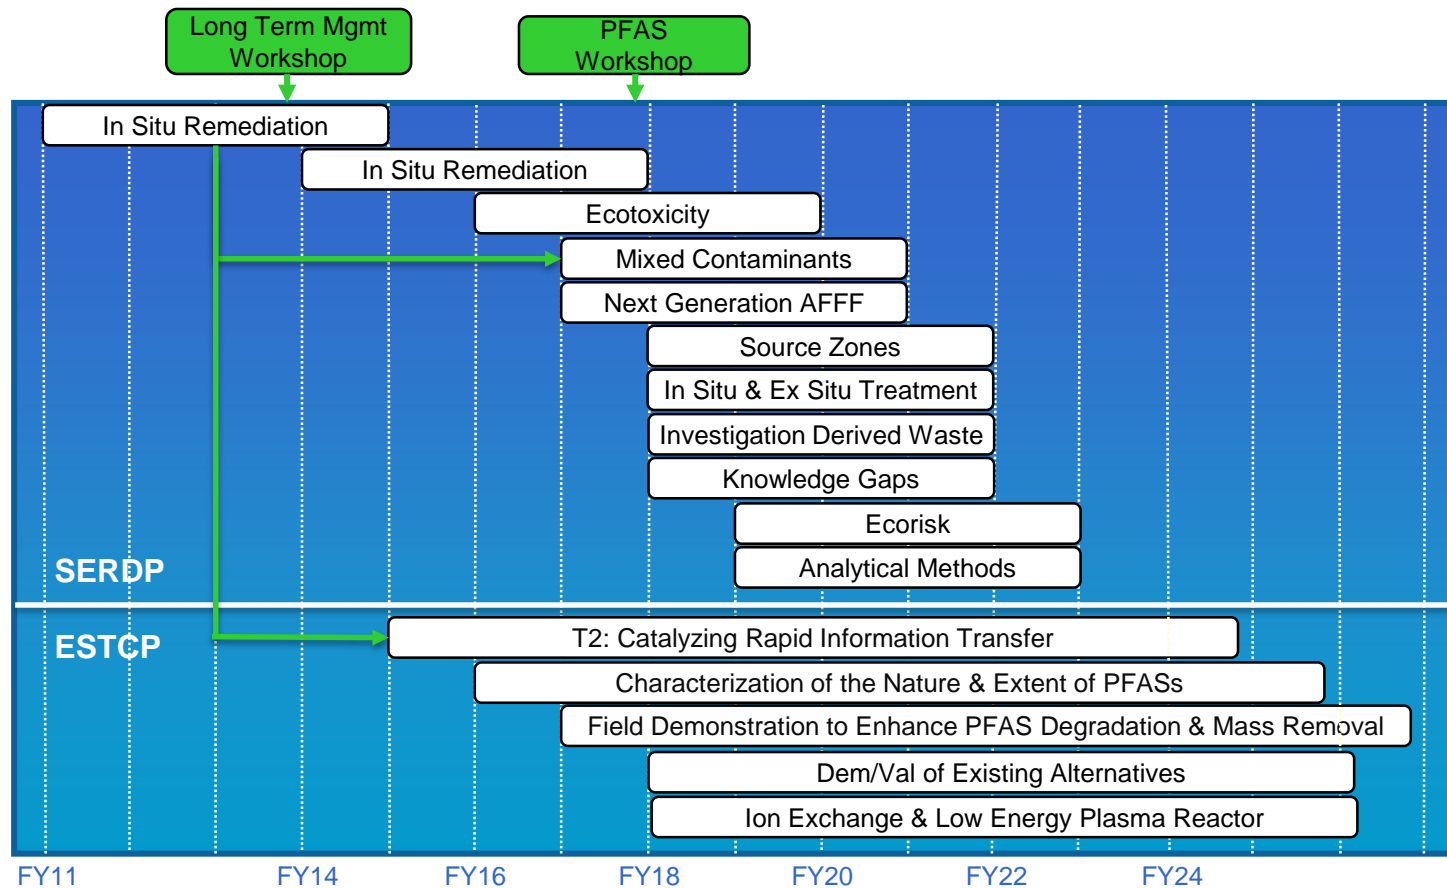 Long Term Mgmt
Workshop
PFAS
Workshop
In Situ Remediation
In Situ Remediation
Ecotoxicity
Mixed Contaminants
Next Generation AFFF
Source Zones
In Situ & Ex Situ Treatment
Investigation Derived Waste
Knowledge Gaps
Ecorisk
Analytical Methods
SERDP
ESTCP
T2: Catalyzing Rapid Information Transfer
Characterization of the Nature & Extent of PFASs
Field Demonstration to Enhance PFAS Degradation & Mass Removal
Dem/Val of Existing Alternatives
Ion Exchange & Low Energy Plasma Reactor
FY11 FY14 FY16 FY18 FY20 FY22 FY24